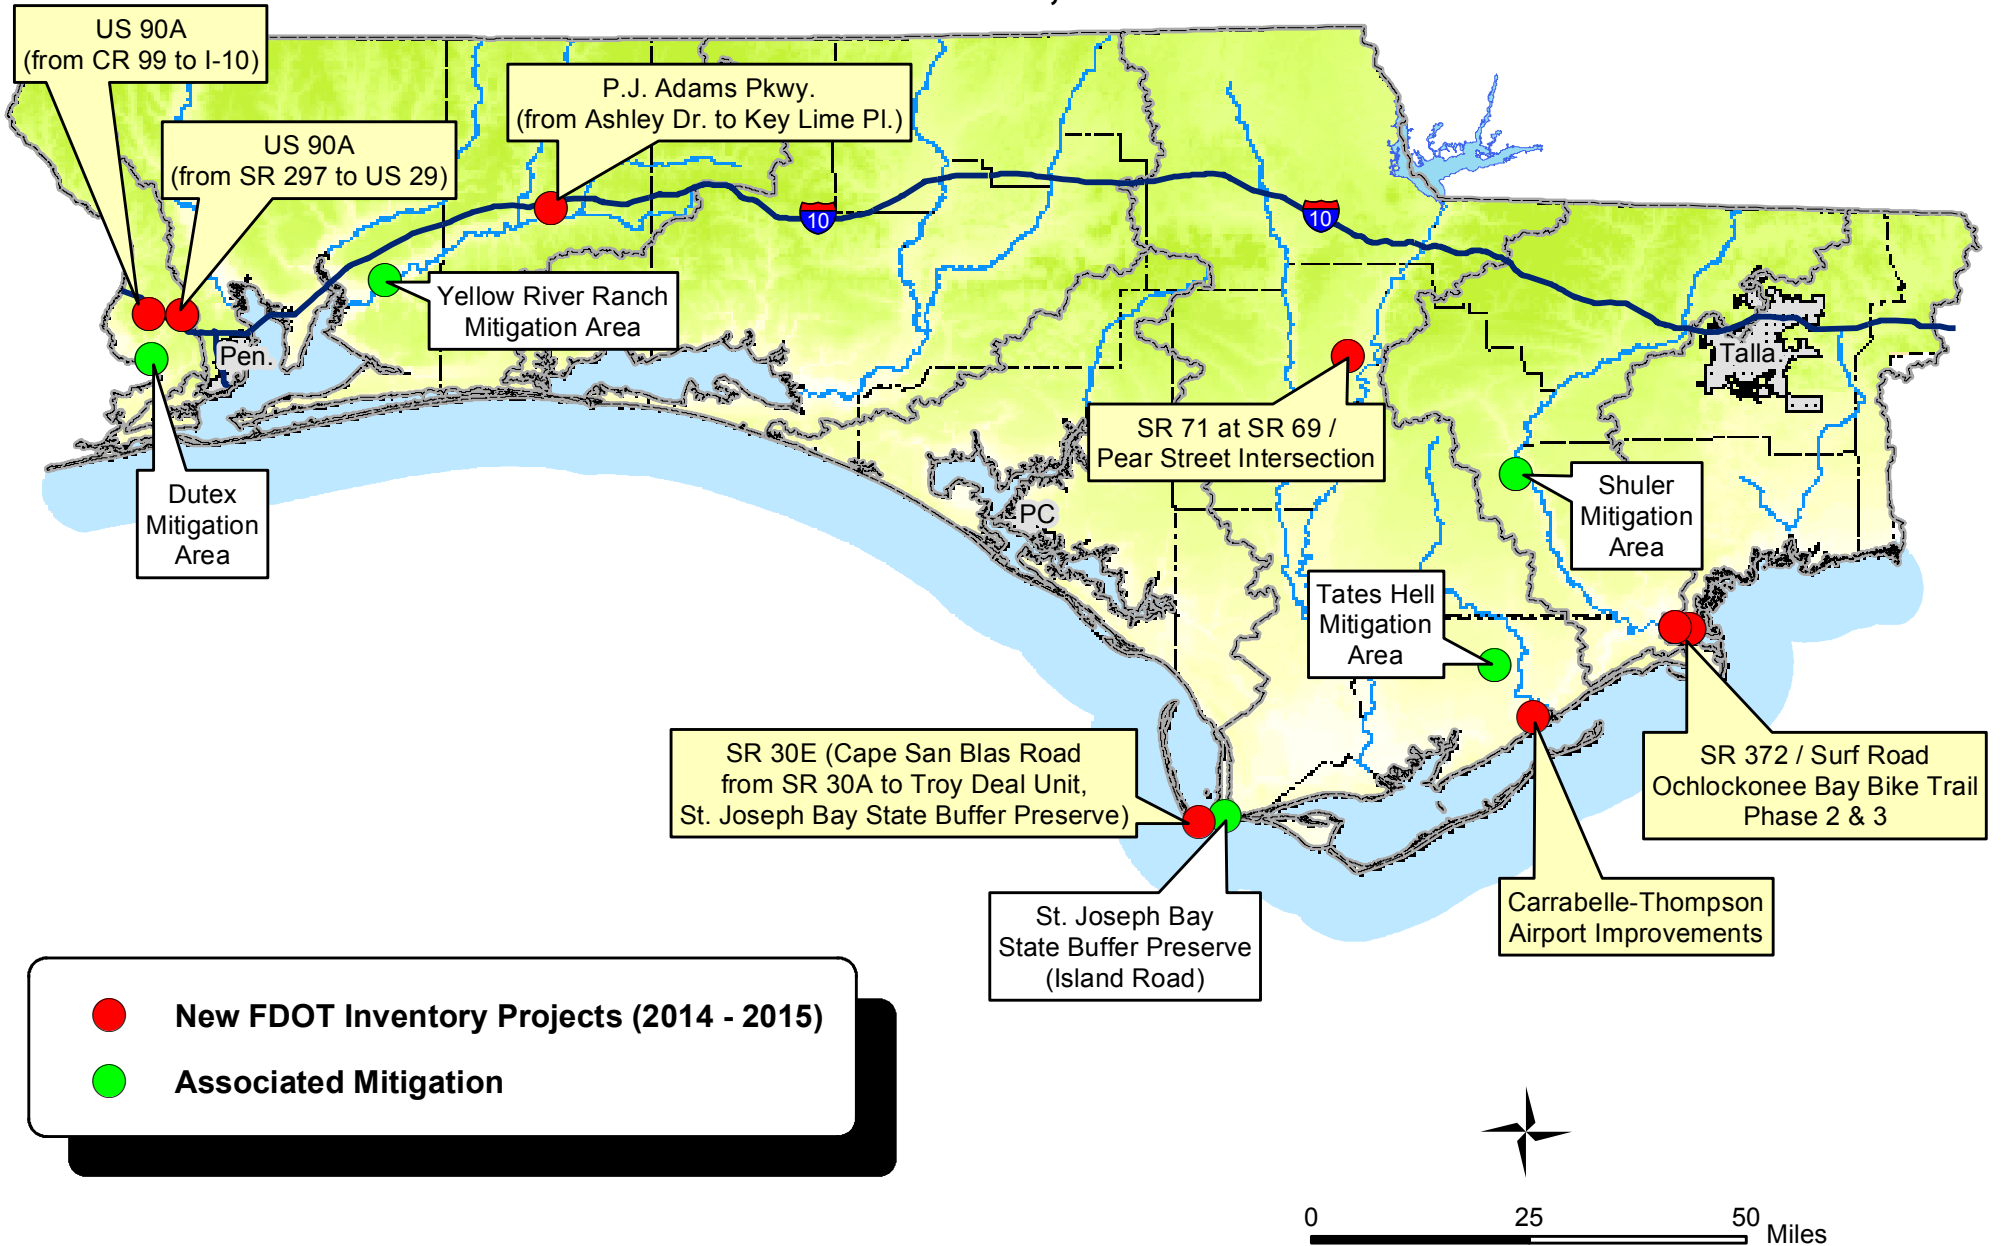 US 90A
(from CR 99 to I-10)
US 90A
(from SR 297 to US 29)
P.J. Adams Pkwy.
(from Ashley Dr. to Key Lime Pl.)
10
10
Yellow River Ranch
Mitigation Area
Pen.
Talla.
Dutex
Mitigation
Area
SR 71 at SR 69 /
Pear Street Intersection
PC
Shuler
Mitigation
Area
Tates Hell
Mitigation
Area
SR 30E (Cape San Blas Road
from SR 30A to Troy Deal Unit,
St. Joseph Bay State Buffer Preserve)
SR 372 / Surf Road
Ochlockonee Bay Bike Trail
Phase 2 & 3
St. Joseph Bay
State Buffer Preserve
(Island Road)
Carrabelle-Thompson
Airport Improvements
New FDOT Inventory Projects (2014 - 2015)
Associated Mitigation
0 25 50 Miles